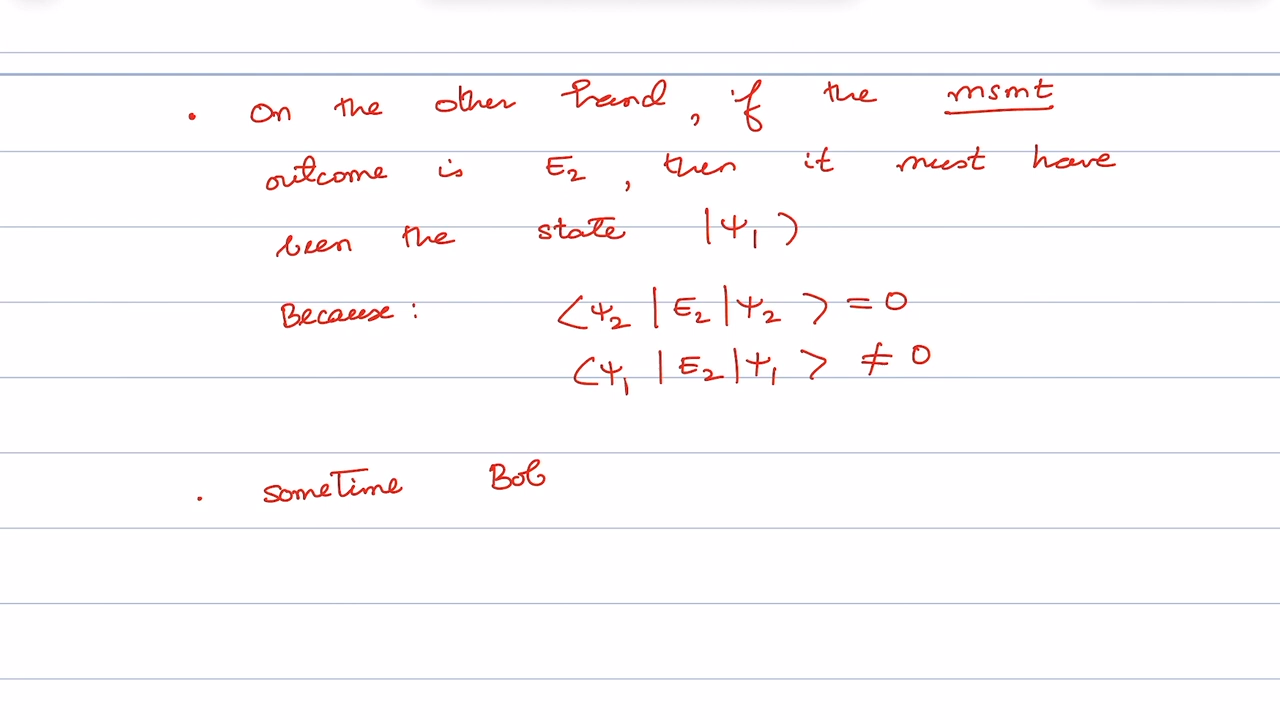 . On the other hand, if the msmt
outcome is E₂, then it must have
been the state |Ψ₁⟩
Because: ⟨Ψ₂|E₂|Ψ₂⟩ = 0
⟨Ψ₁|E₂|Ψ₁⟩ ≠ 0
. sometime Bob